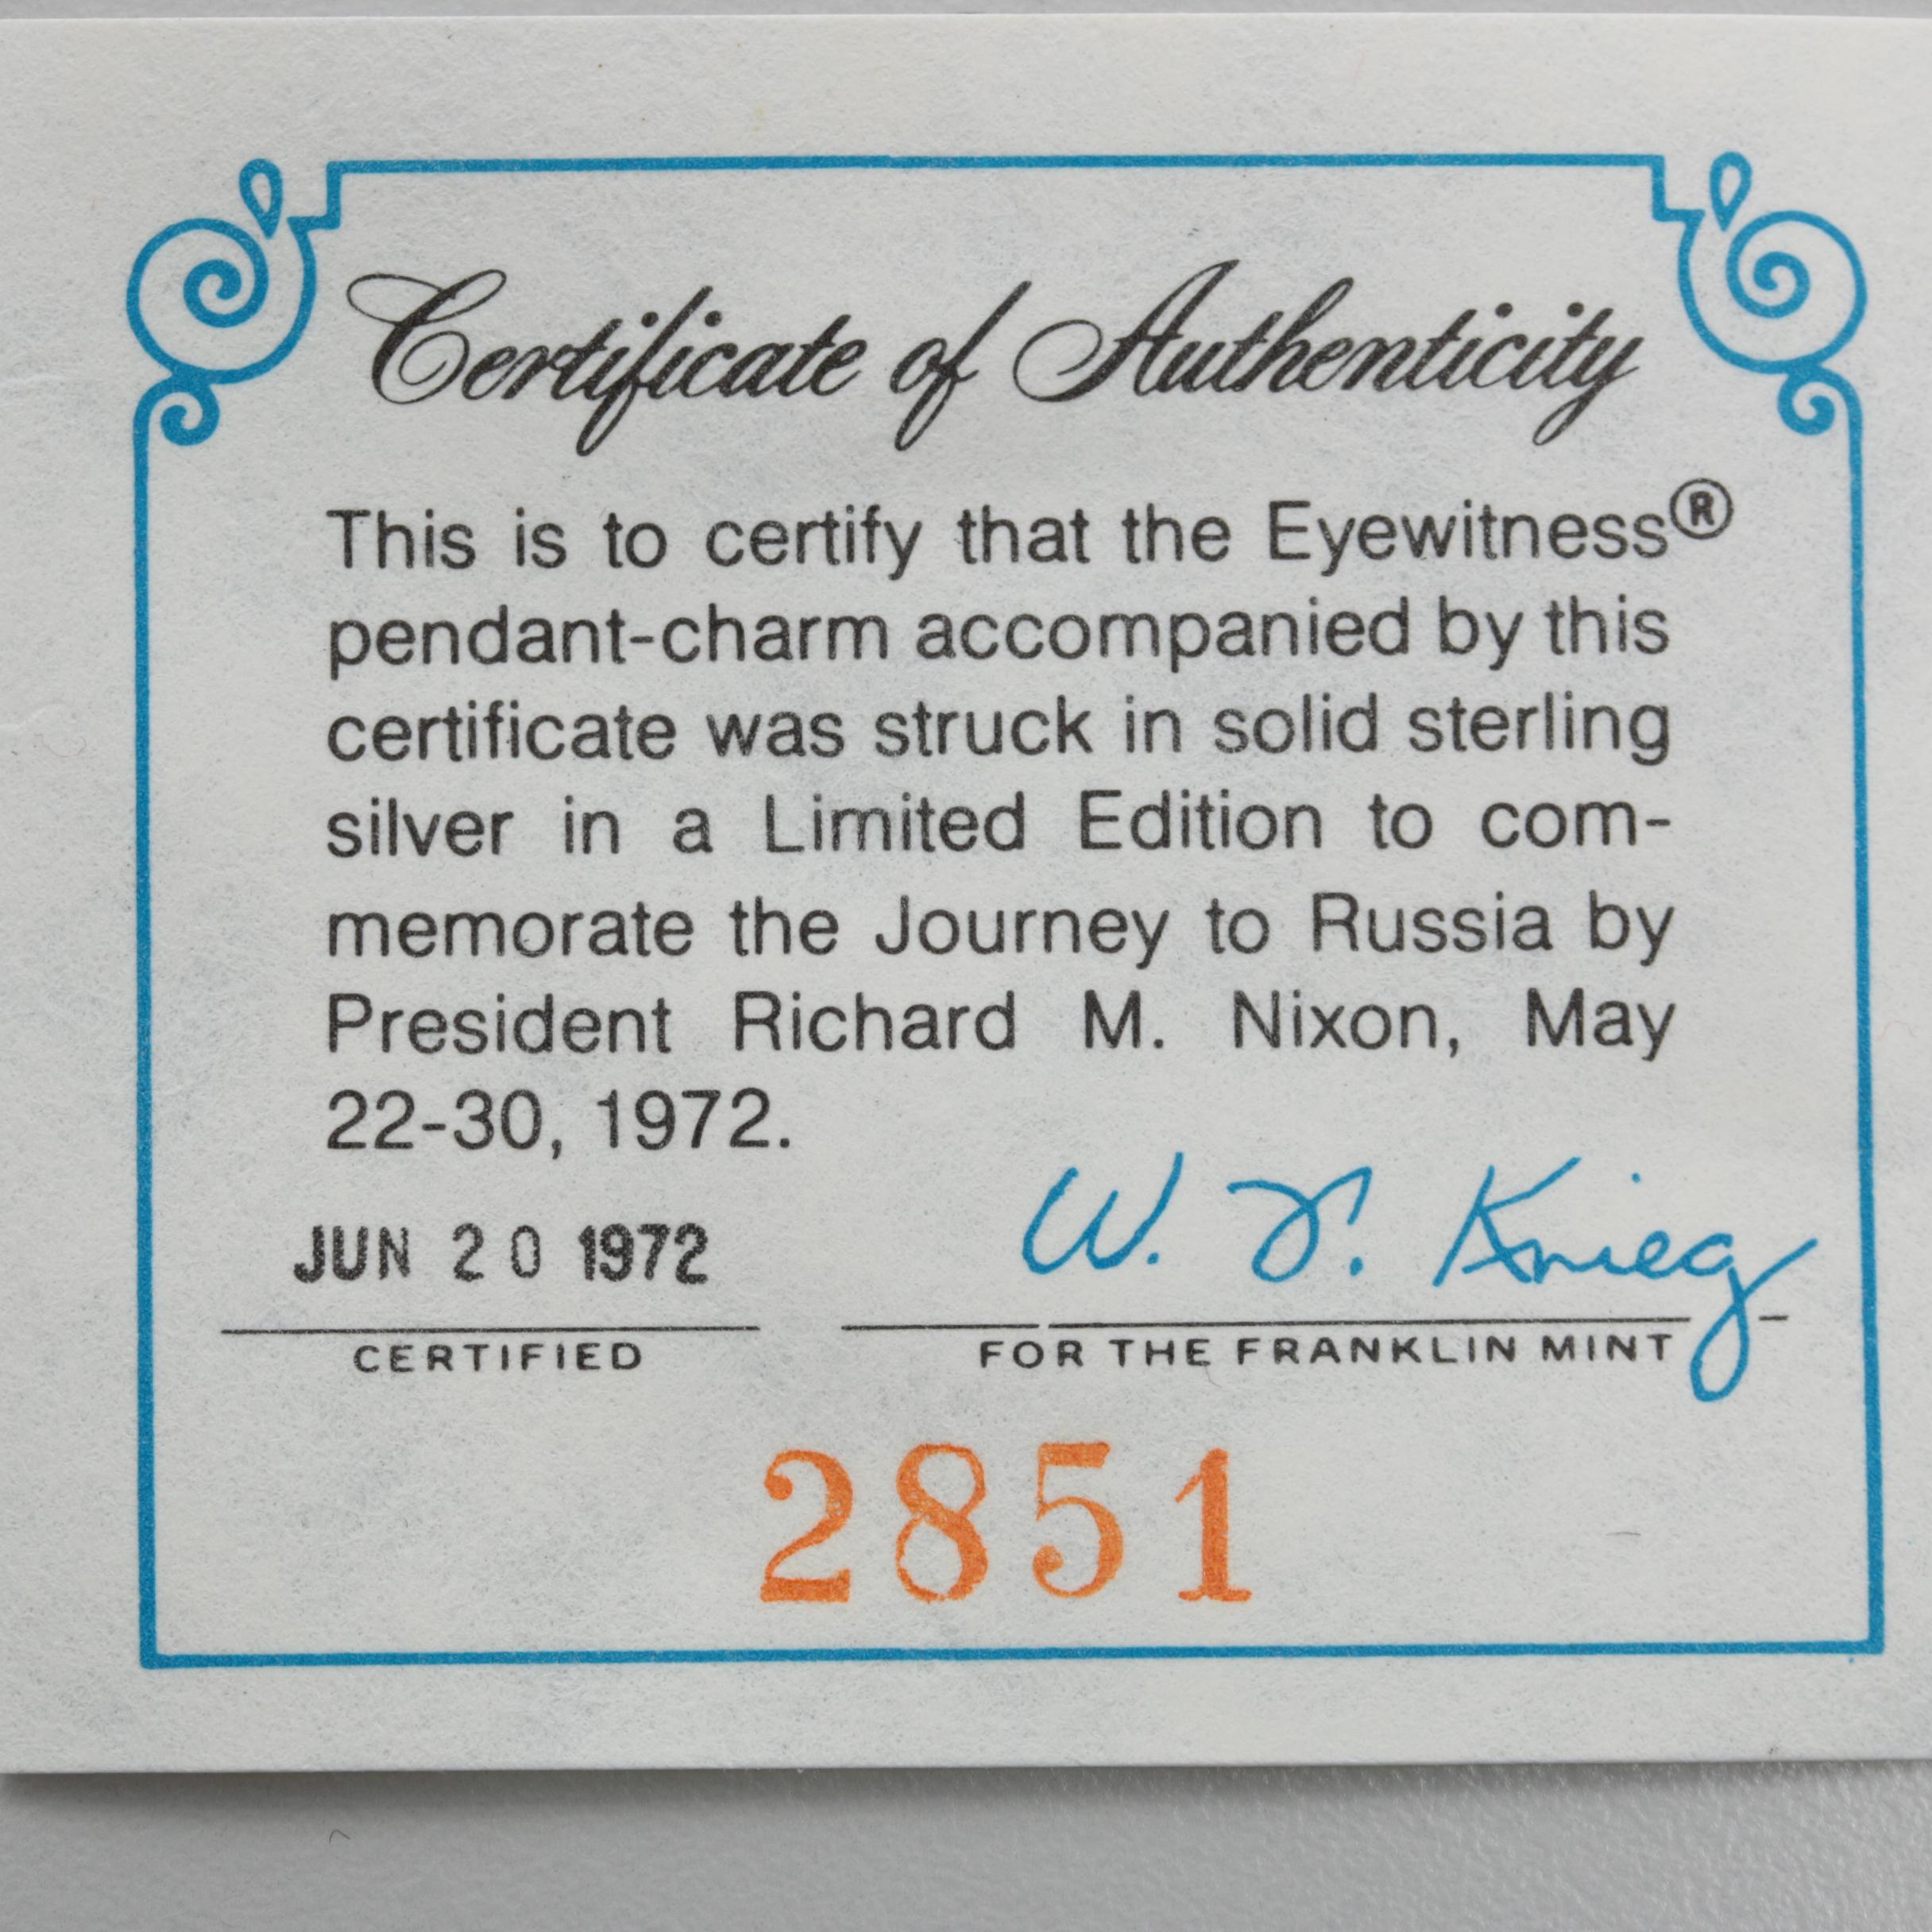 Certificate of Authenticity
This is to certify that the Eyewitness®
pendant-charm accompanied by this
certificate was struck in solid sterling
silver in a Limited Edition to com-
memorate the Journey to Russia by
President Richard M. Nixon, May
22-30, 1972.
JUN 20 1972
W. Krieg
CERTIFIED
FOR THE FRANKLIN MINT
2851